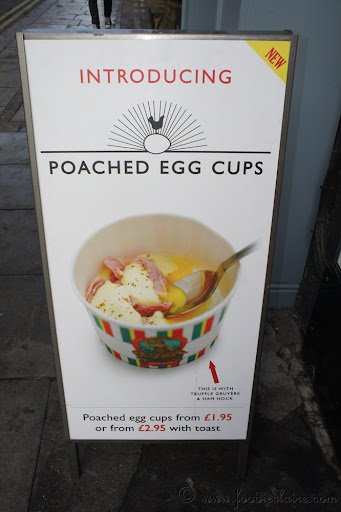 INTRODUCING
NEW
POACHED EGG CUPS
THIS IS WITH
TRUFFLE GRUYERE
& HAM HOCK
Poached egg cups from £1.95
or from £2.95 with toast
© www.foodieclaire.com